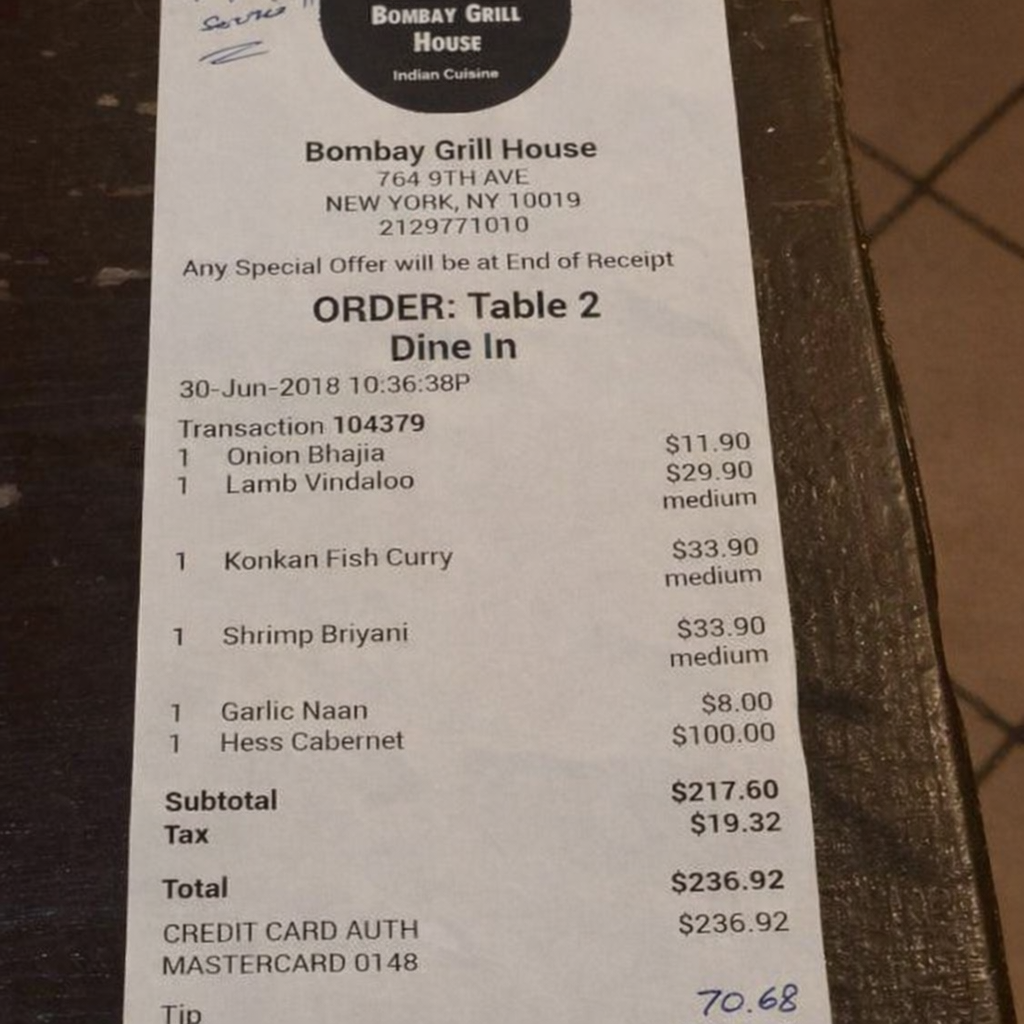 Service
BOMBAY GRILL
HOUSE
Indian Cuisine
Bombay Grill House
764 9TH AVE
NEW YORK, NY 10019
2129771010
Any Special Offer will be at End of Receipt
ORDER: Table 2
Dine In
30-Jun-2018 10:36:38P
Transaction 104379
1 Onion Bhajia $11.90
1 Lamb Vindaloo $29.90
medium
1 Konkan Fish Curry $33.90
medium
1 Shrimp Briyani $33.90
medium
1 Garlic Naan $8.00
1 Hess Cabernet $100.00
Subtotal $217.60
Tax $19.32
Total $236.92
CREDIT CARD AUTH $236.92
MASTERCARD 0148
Tip 70.68